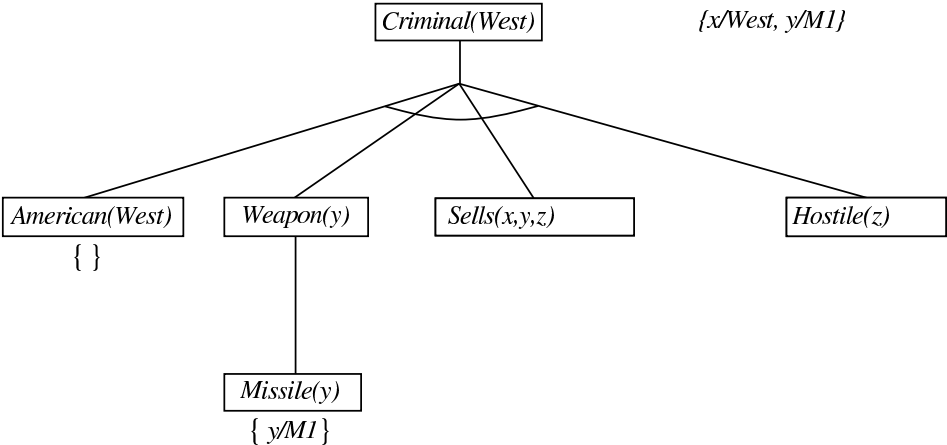 Criminal(West)
{x/West, y/M1}
American(West)
Weapon(y)
Sells(x,y,z)
Hostile(z)
{ }
Missile(y)
{ y/M1}